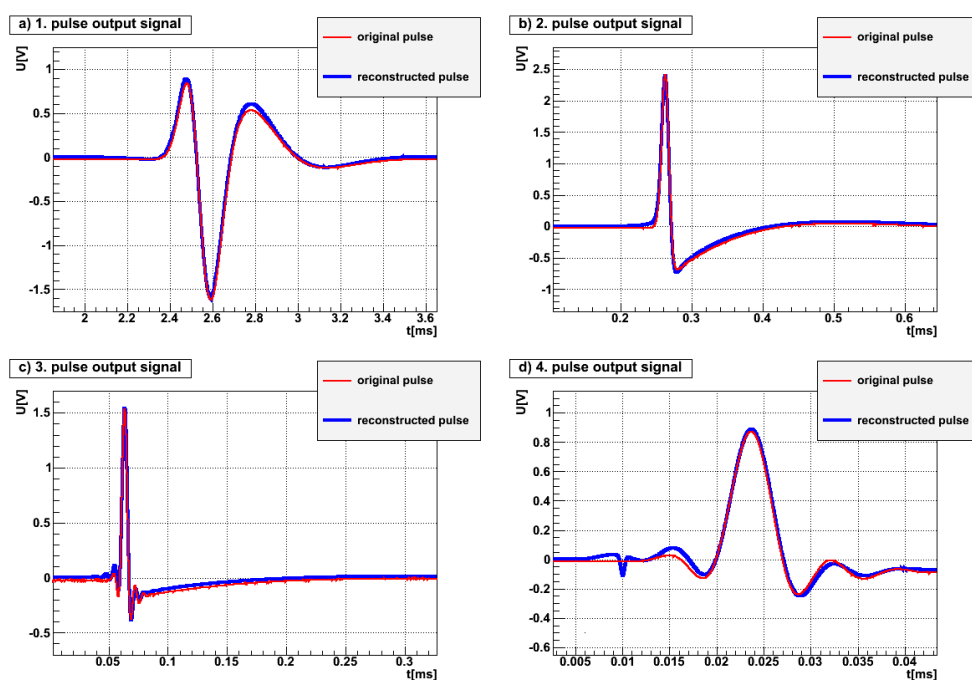 a) 1. pulse output signal
original pulse
reconstructed pulse
U[V]
1
0.5
0
-0.5
-1
-1.5
2 2.2 2.4 2.6 2.8 3 3.2 3.4 3.6
t[ms]
b) 2. pulse output signal
original pulse
reconstructed pulse
U[V]
2.5
2
1.5
1
0.5
0
-0.5
-1
0.2 0.3 0.4 0.5 0.6
t[ms]
c) 3. pulse output signal
original pulse
reconstructed pulse
U[V]
1.5
1
0.5
0
-0.5
0.05 0.1 0.15 0.2 0.25 0.3
t[ms]
d) 4. pulse output signal
original pulse
reconstructed pulse
U[V]
1
0.8
0.6
0.4
0.2
0
-0.2
-0.4
-0.6
0.005 0.01 0.015 0.02 0.025 0.03 0.035 0.04
t[ms]